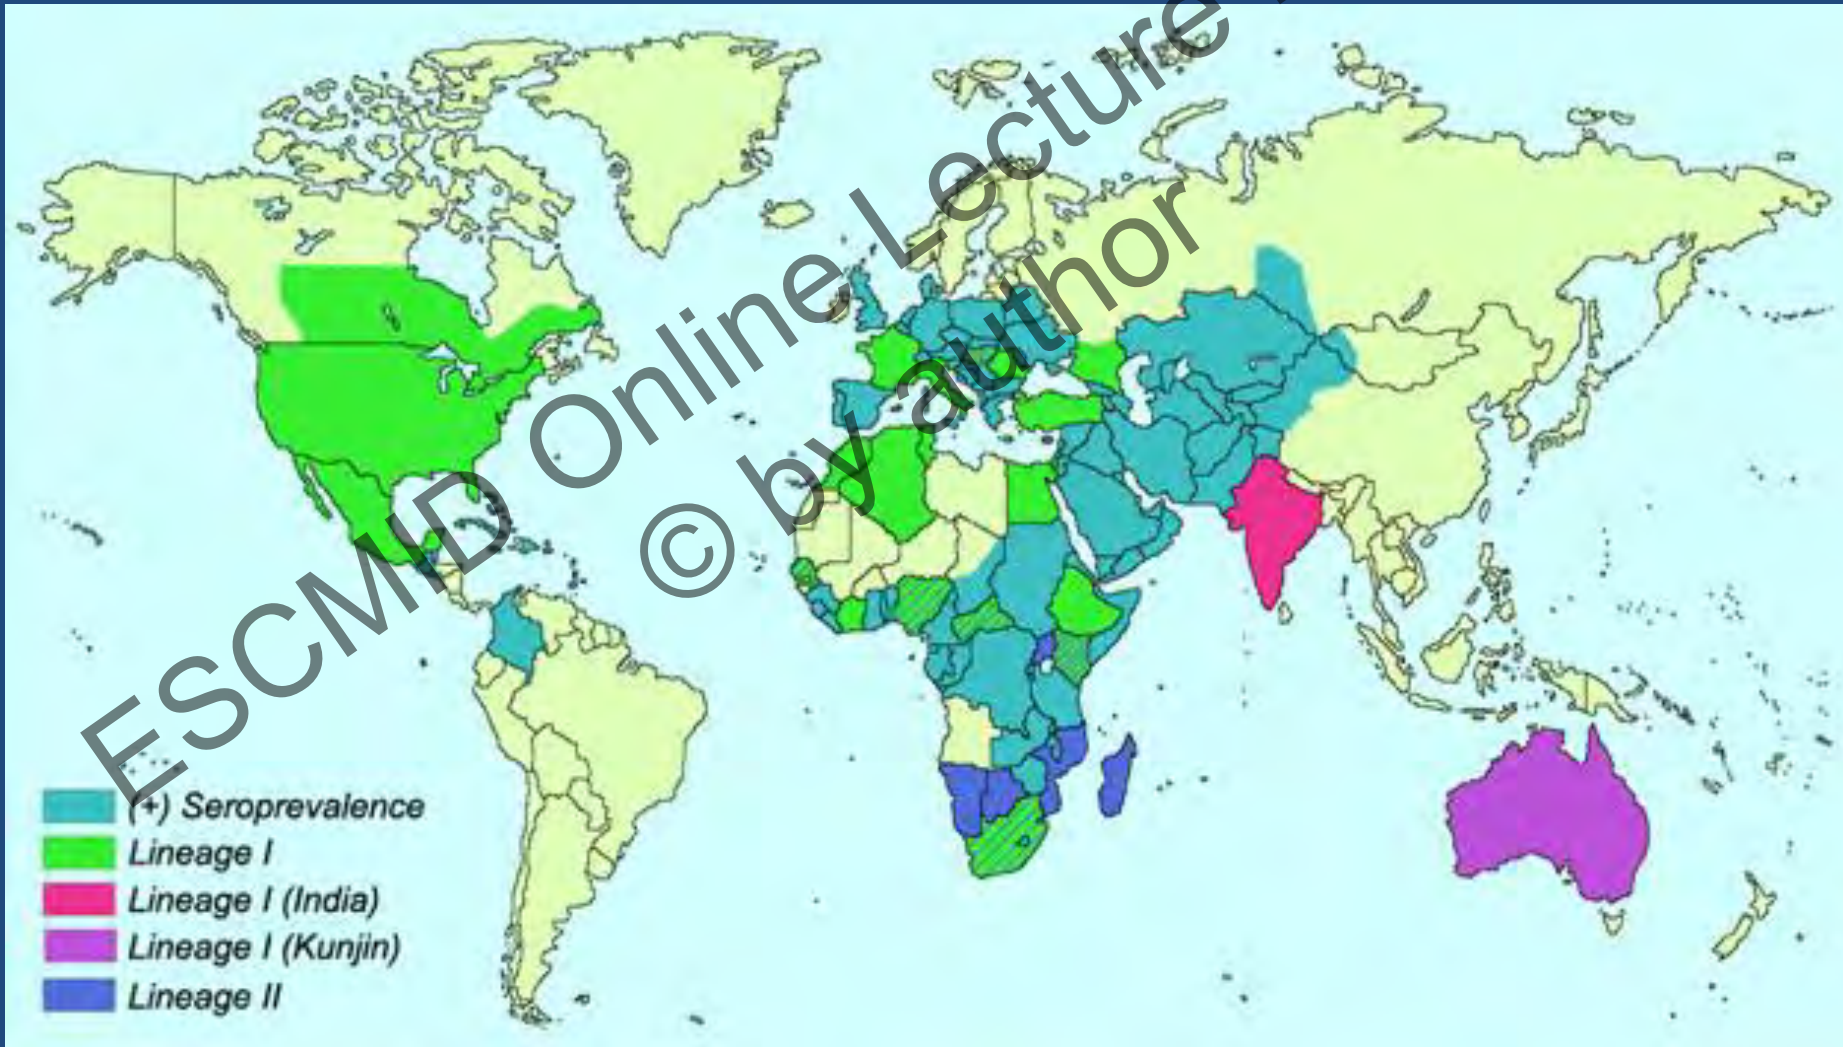 ESCMID Online Lecture
© by author
(+) Seroprevalence
Lineage I
Lineage I (India)
Lineage I (Kunjin)
Lineage II